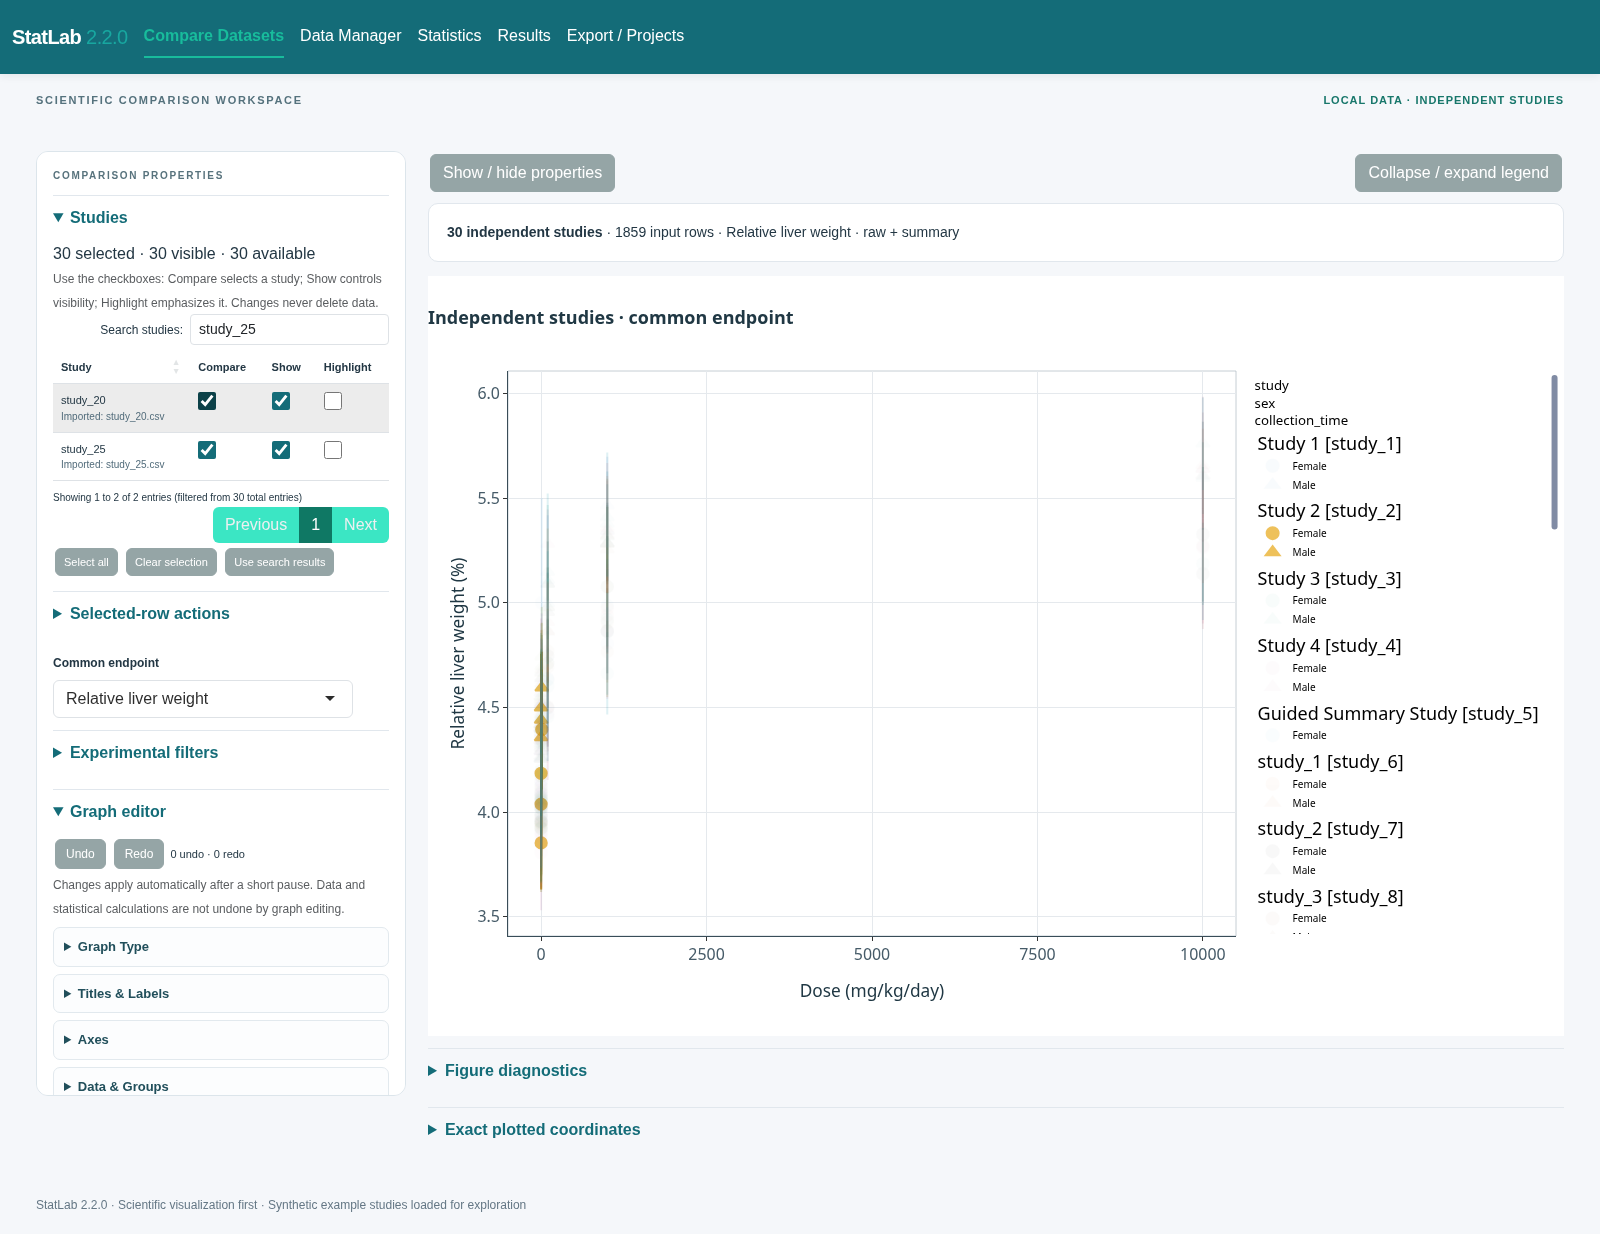 StatLab 2.2.0 Compare Datasets Data Manager Statistics Results Export / Projects
SCIENTIFIC COMPARISON WORKSPACE
LOCAL DATA · INDEPENDENT STUDIES
COMPARISON PROPERTIES
Studies
30 selected · 30 visible · 30 available
Use the checkboxes: Compare selects a study; Show controls
visibility; Highlight emphasizes it. Changes never delete data.
Search studies: study_25
Study Compare Show Highlight
study_20
Imported: study_20.csv
study_25
Imported: study_25.csv
Showing 1 to 2 of 2 entries (filtered from 30 total entries)
Previous 1 Next
Select all Clear selection Use search results
Selected-row actions
Common endpoint
Relative liver weight
Experimental filters
Graph editor
Undo Redo 0 undo · 0 redo
Changes apply automatically after a short pause. Data and
statistical calculations are not undone by graph editing.
Graph Type
Titles & Labels
Axes
Data & Groups
Show / hide properties
Collapse / expand legend
30 independent studies · 1859 input rows · Relative liver weight · raw + summary
Independent studies · common endpoint
Relative liver weight (%)
6.0
5.5
5.0
4.5
4.0
3.5
0 2500 5000 7500 10000
Dose (mg/kg/day)
study
sex
collection_time
Study 1 [study_1]
Female
Male
Study 2 [study_2]
Female
Male
Study 3 [study_3]
Female
Male
Study 4 [study_4]
Female
Male
Guided Summary Study [study_5]
Female
study_1 [study_6]
Female
Male
study_2 [study_7]
Female
Male
study_3 [study_8]
Female
Figure diagnostics
Exact plotted coordinates
StatLab 2.2.0 · Scientific visualization first · Synthetic example studies loaded for exploration